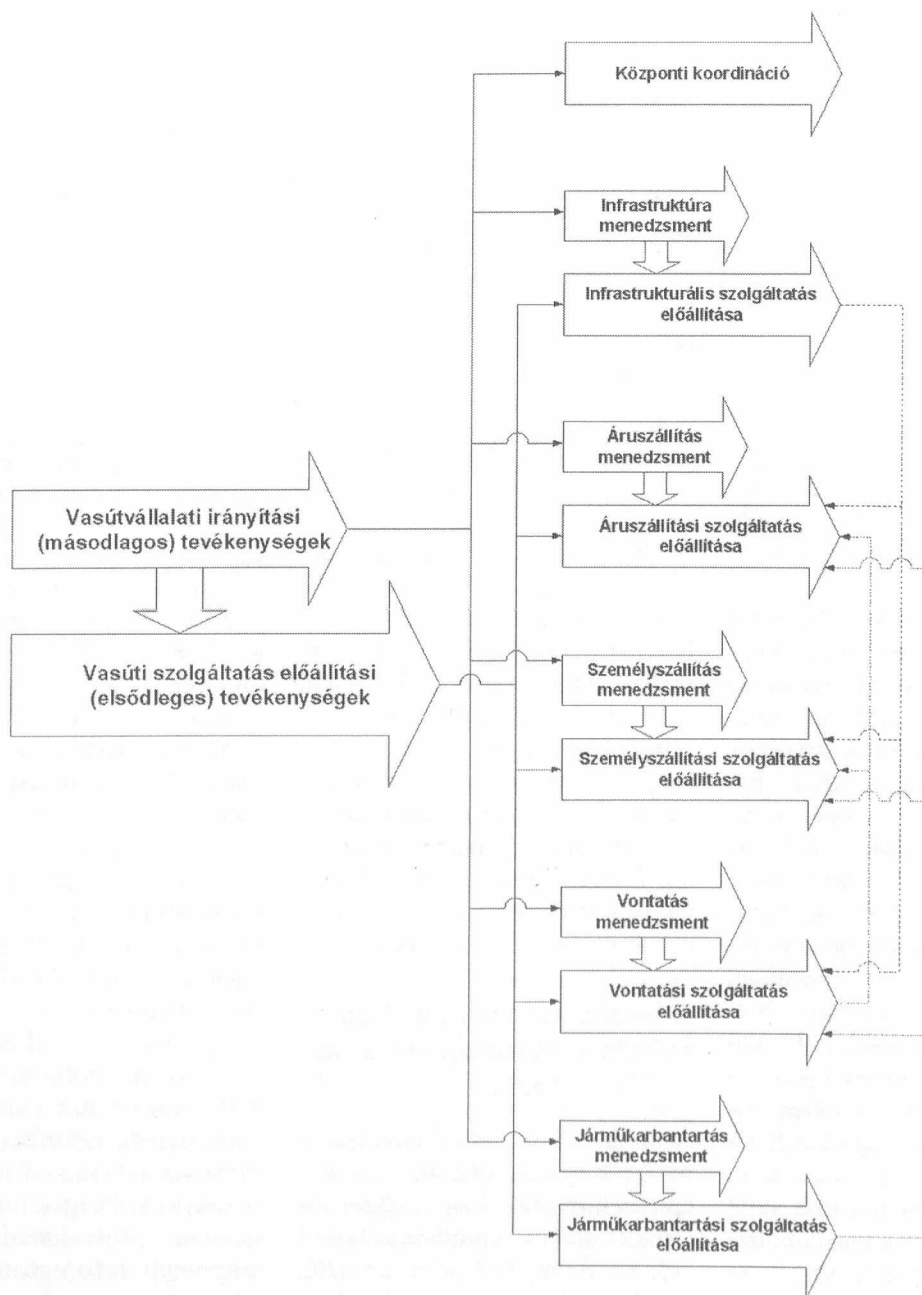 Központi koordináció
Infrastruktúra
menedzsment
Infrastrukturális szolgáltatás
előállítása
Áruszállítás
menedzsment
Vasútvállalati irányítási
(másodlagos) tevékenységek
Áruszállítási szolgáltatás
előállítása
Vasúti szolgáltatás előállítási
(elsődleges) tevékenységek
Személyszállítás
menedzsment
Személyszállítási szolgáltatás
előállítása
Vontatás
menedzsment
Vontatási szolgáltatás
előállítása
Járműkarbantartás
menedzsment
Járműkarbantartási szolgáltatás
előállítása